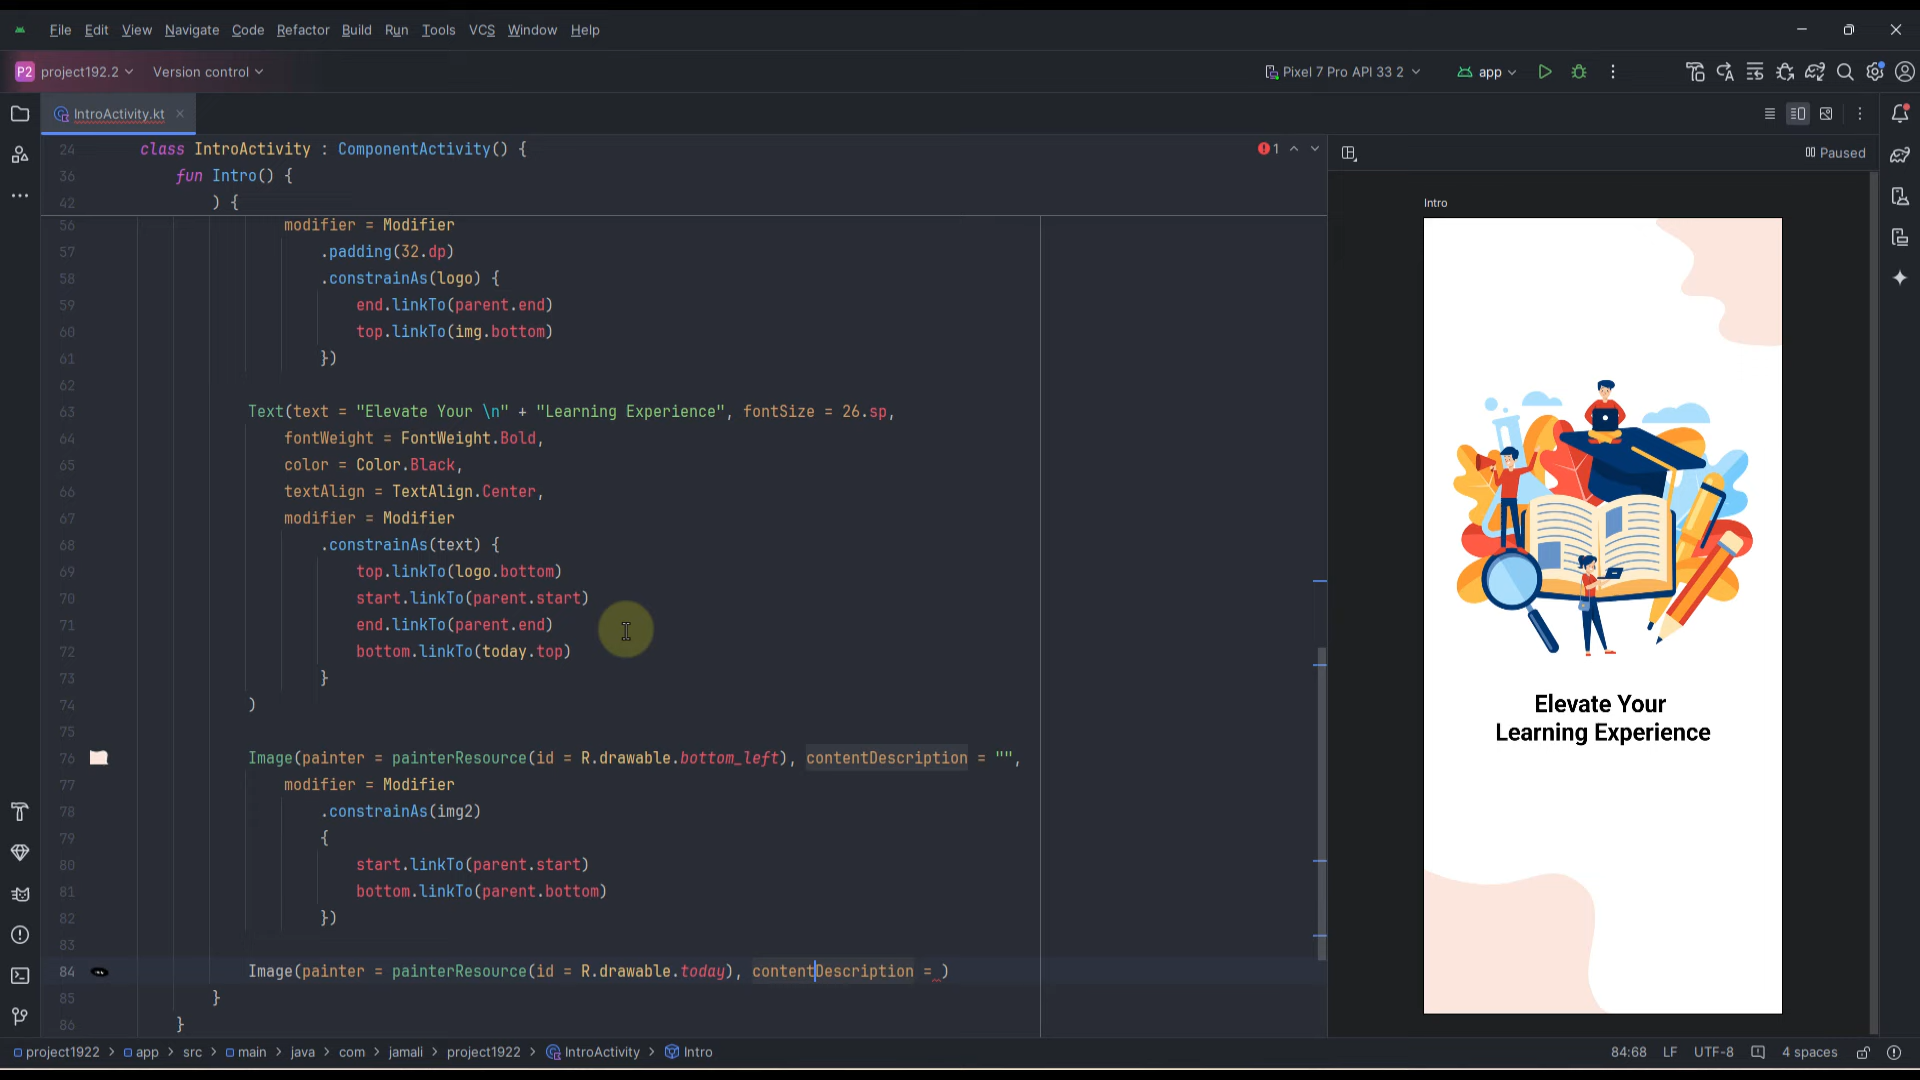 File Edit View Navigate Code Refactor Build Run Tools VCS Window Help
P2 project192.2 Version control Pixel 7 Pro API 33 2 app
IntroActivity.kt
24 class IntroActivity : ComponentActivity() { 1
36 fun Intro() {
42 ) {
56 modifier = Modifier
57 .padding(32.dp)
58 .constrainAs(logo) {
59 end.linkTo(parent.end)
60 top.linkTo(img.bottom)
61 })
62
63 Text(text = "Elevate Your \n" + "Learning Experience", fontSize = 26.sp,
64 fontWeight = FontWeight.Bold,
65 color = Color.Black,
66 textAlign = TextAlign.Center,
67 modifier = Modifier
68 .constrainAs(text) {
69 top.linkTo(logo.bottom)
70 start.linkTo(parent.start)
71 end.linkTo(parent.end)
72 bottom.linkTo(today.top)
73 }
74 )
75
76 Image(painter = painterResource(id = R.drawable.bottom_left), contentDescription = "",
77 modifier = Modifier
78 .constrainAs(img2)
79 {
80 start.linkTo(parent.start)
81 bottom.linkTo(parent.bottom)
82 })
83
84 Image(painter = painterResource(id = R.drawable.today), contentDescription = )
85 }
86 }
Paused
Intro
Elevate Your
Learning Experience
project1922 > app > src > main > java > com > jamali > project1922 > IntroActivity > Intro 84:68 LF UTF-8 4 spaces